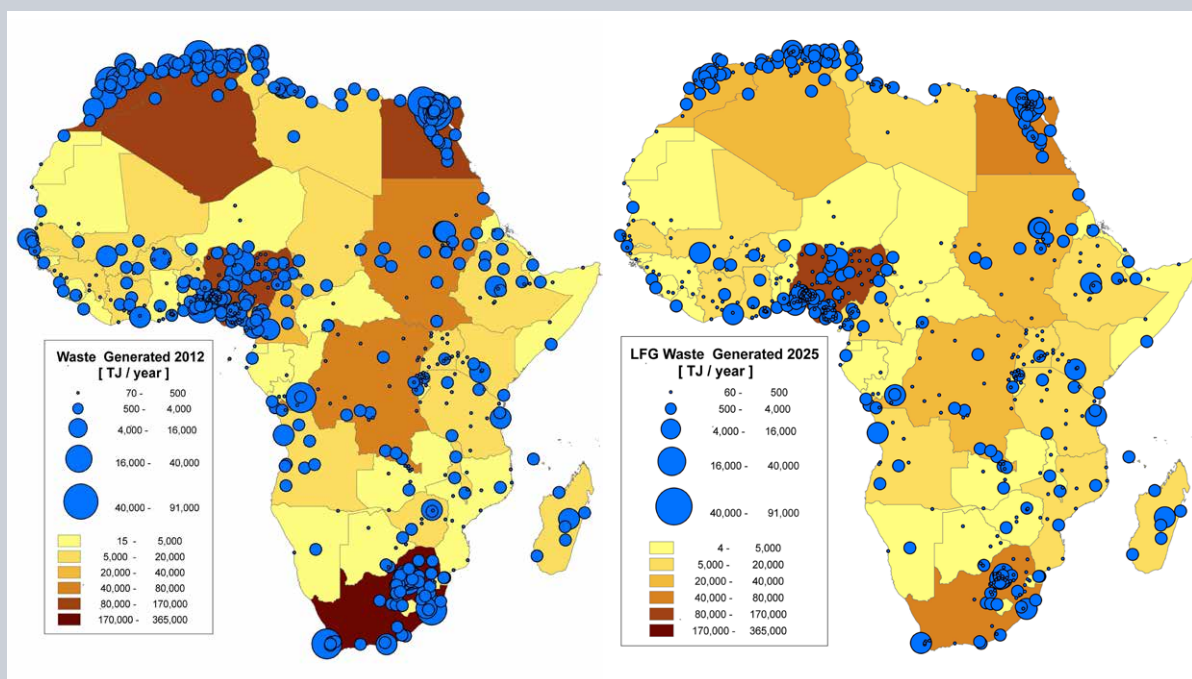 Waste Generated 2012
[ TJ / year ]
70 - 500
500 - 4,000
4,000 - 16,000
16,000 - 40,000
40,000 - 91,000
15 - 5,000
5,000 - 20,000
20,000 - 40,000
40,000 - 80,000
80,000 - 170,000
170,000 - 365,000
LFG Waste Generated 2025
[ TJ / year ]
60 - 500
500 - 4,000
4,000 - 16,000
16,000 - 40,000
40,000 - 91,000
4 - 5,000
5,000 - 20,000
20,000 - 40,000
40,000 - 80,000
80,000 - 170,000
170,000 - 365,000